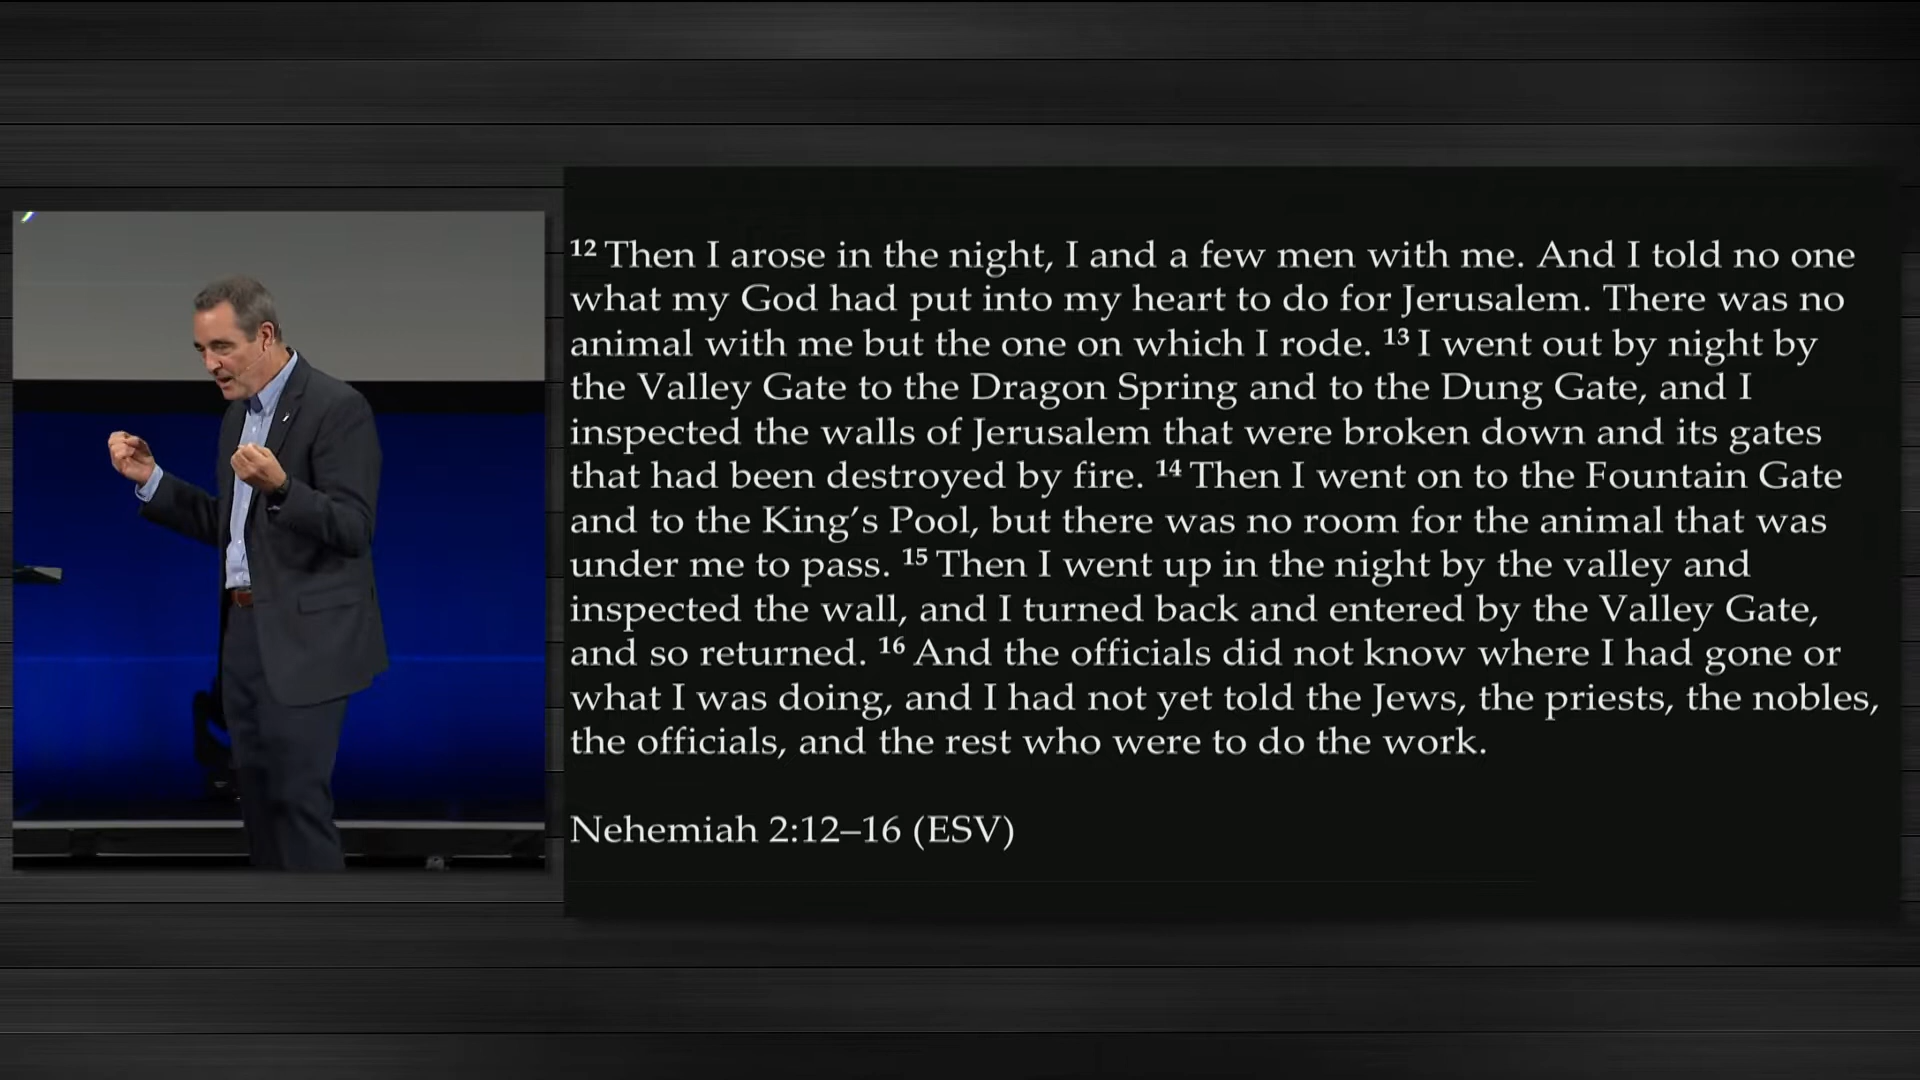 12 Then I arose in the night, I and a few men with me. And I told no one
what my God had put into my heart to do for Jerusalem. There was no
animal with me but the one on which I rode. 13 I went out by night by
the Valley Gate to the Dragon Spring and to the Dung Gate, and I
inspected the walls of Jerusalem that were broken down and its gates
that had been destroyed by fire. 14 Then I went on to the Fountain Gate
and to the King’s Pool, but there was no room for the animal that was
under me to pass. 15 Then I went up in the night by the valley and
inspected the wall, and I turned back and entered by the Valley Gate,
and so returned. 16 And the officials did not know where I had gone or
what I was doing, and I had not yet told the Jews, the priests, the nobles,
the officials, and the rest who were to do the work.
Nehemiah 2:12–16 (ESV)